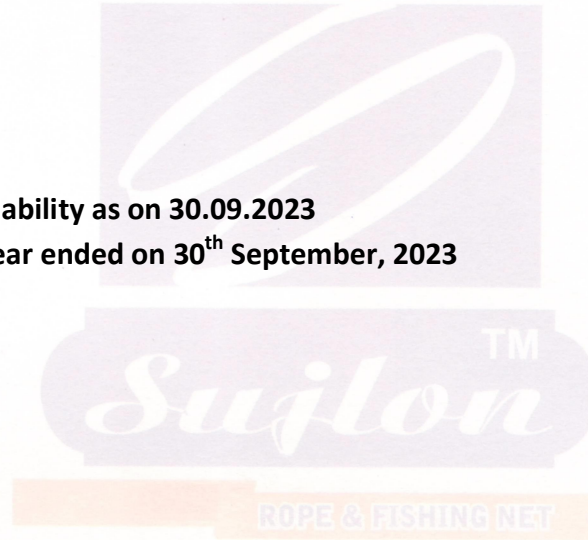 ability as on 30.09.2023
ear ended on 30th September, 2023
TM
Sujlon
ROPE & FISHING NET